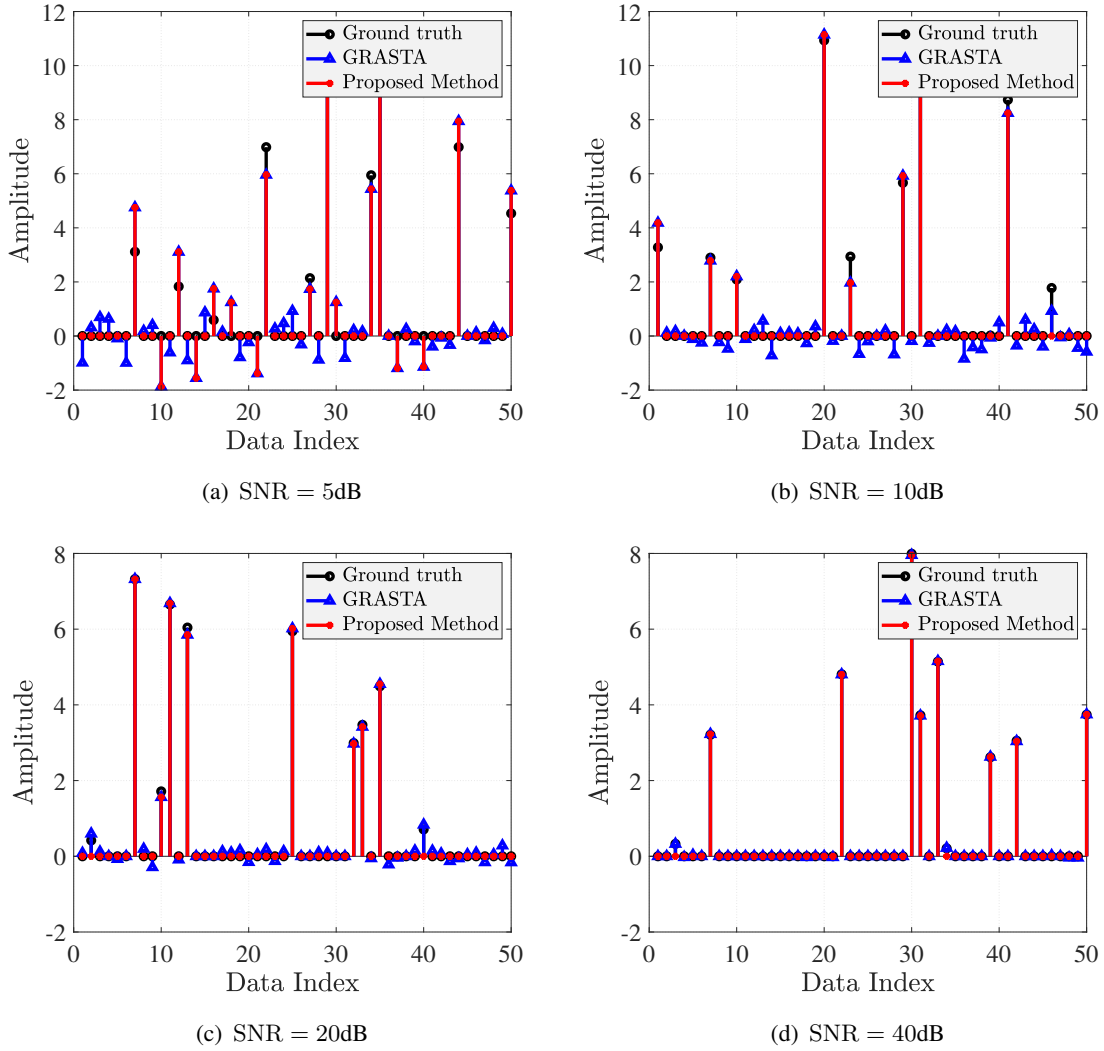 12
10
8
6
4
2
0
-2
Amplitude
0 10 20 30 40 50
Data Index
Ground truth
GRASTA
Proposed Method
(a) SNR = 5dB
12
10
8
6
4
2
0
-2
Amplitude
0 10 20 30 40 50
Data Index
Ground truth
GRASTA
Proposed Method
(b) SNR = 10dB
8
6
4
2
0
-2
Amplitude
0 10 20 30 40 50
Data Index
Ground truth
GRASTA
Proposed Method
(c) SNR = 20dB
8
6
4
2
0
-2
Amplitude
0 10 20 30 40 50
Data Index
Ground truth
GRASTA
Proposed Method
(d) SNR = 40dB